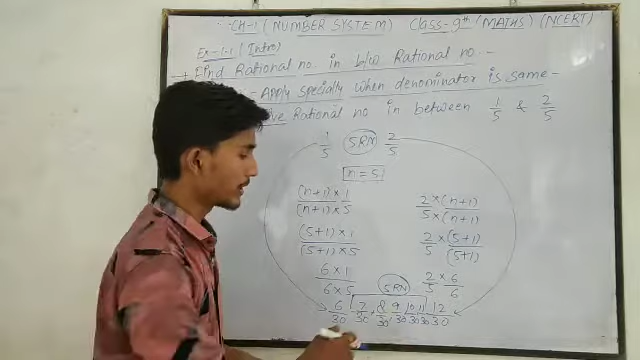 CH-1 (NUMBER SYSTEM) Class-9th (MATHS) (NCERT)
Ex-1.1 (Intro)
→ Find Rational no. in b/w Rational no.-
- Apply specially when denominator is same-
Rational no in between 1/5 & 2/5
1/5 5RN 2/5
n=5
(n+1)×1/(n+1)×5 2×(n+1)/5×(n+1)
(5+1)×1/(5+1)×5 2/5×(5+1)/(5+1)
6×1/6×5 2/5×6/6
5RN
6/30 7/30, 8/30, 9/30 10/30 11/30 12/30